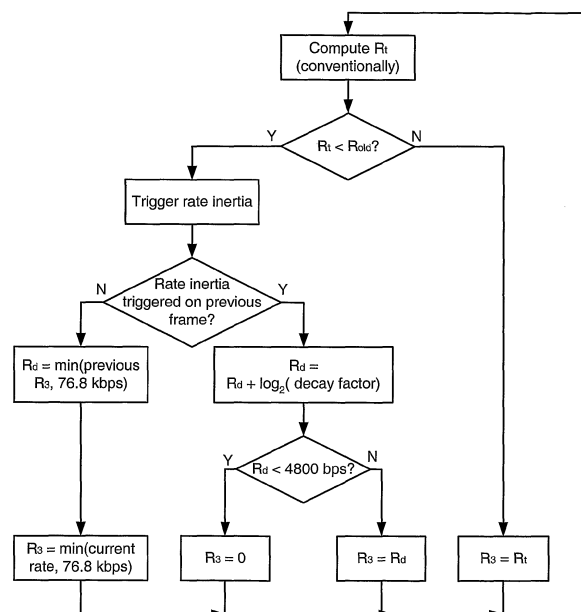 Compute Rt
(conventionally)
Y
Rt < Rold?
N
Trigger rate inertia
N
Rate inertia
triggered on previous
frame?
Y
Rd = min(previous
R3, 76.8 kbps)
Rd =
Rd + log2( decay factor)
Y
Rd < 4800 bps?
N
R3 = min(current
rate, 76.8 kbps)
R3 = 0
R3 = Rd
R3 = Rt